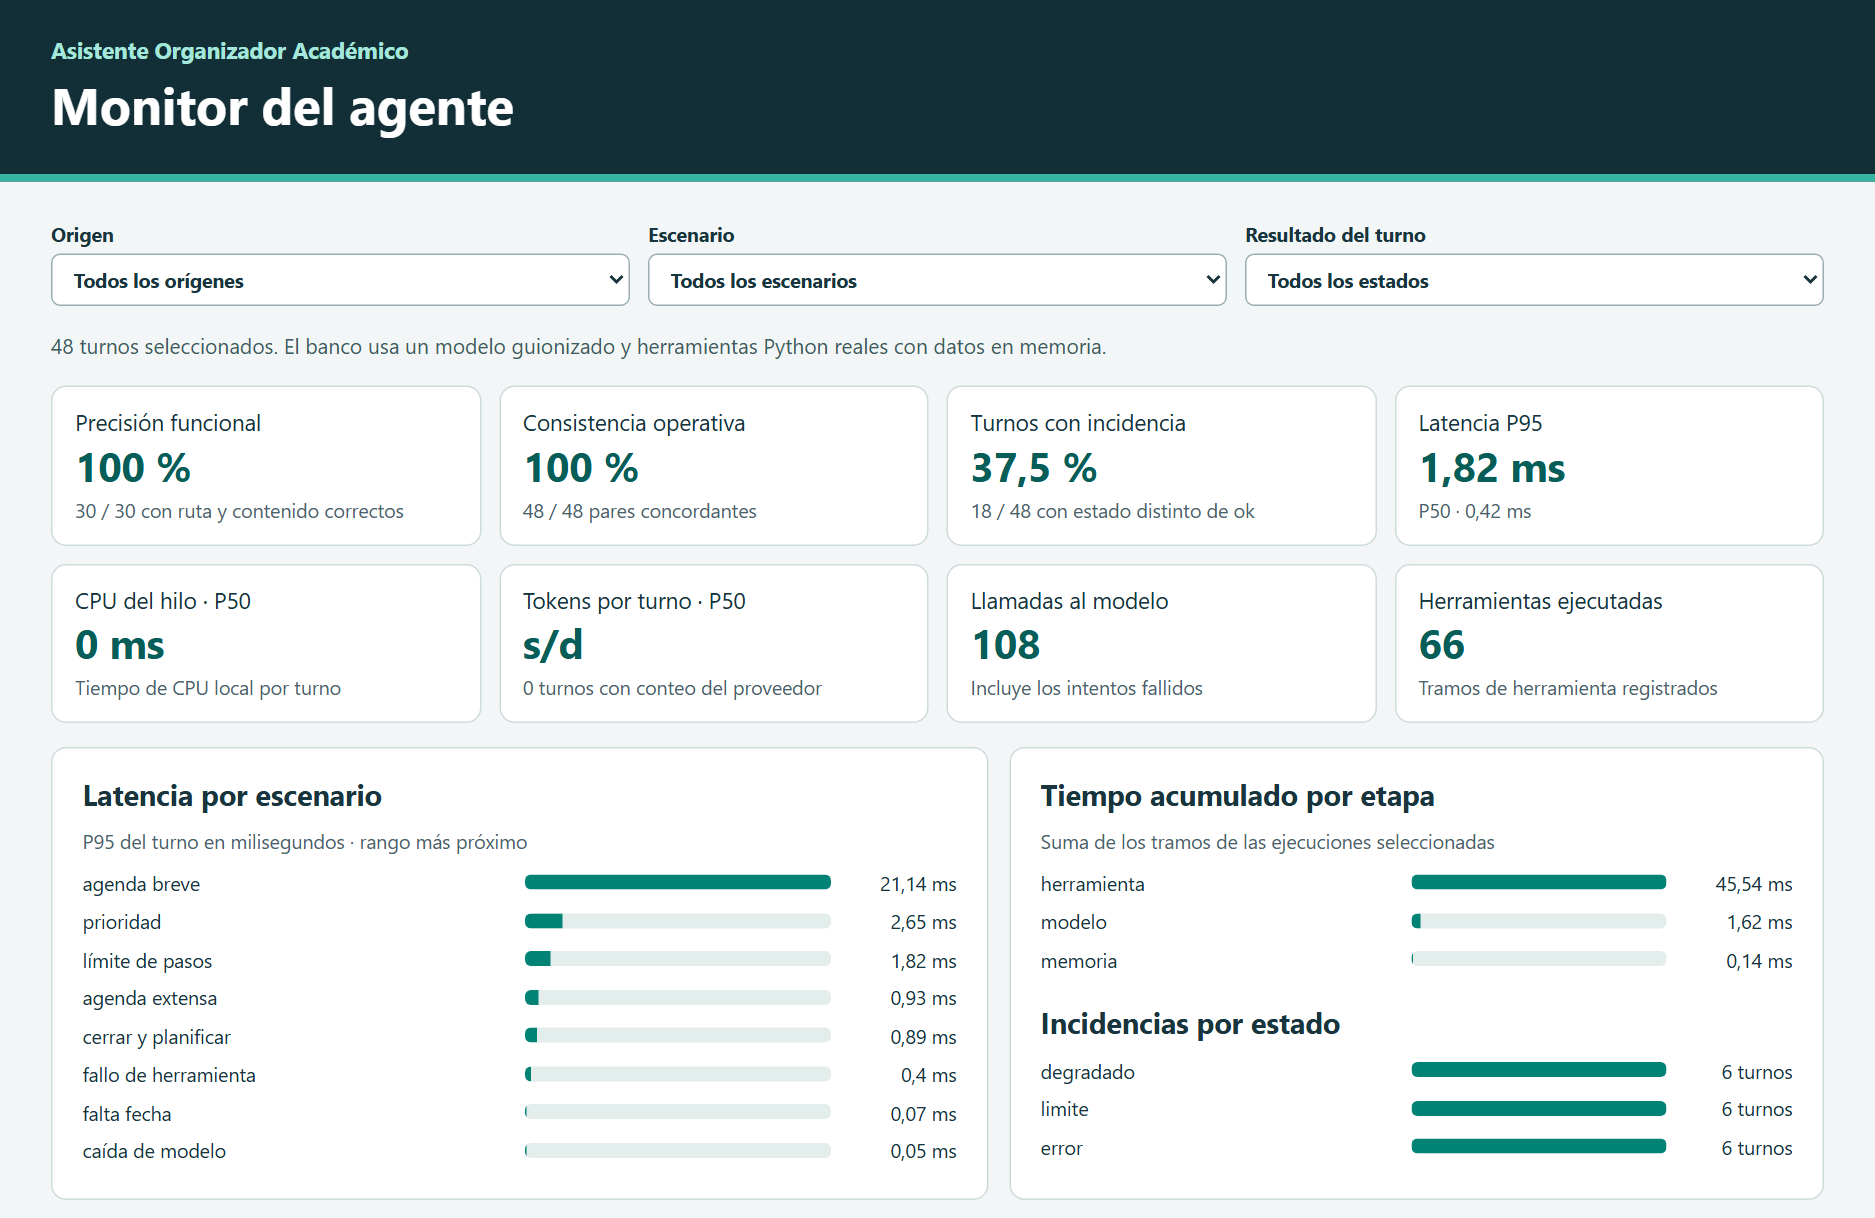 Asistente Organizador Académico
Monitor del agente
Origen
Todos los orígenes
Escenario
Todos los escenarios
Resultado del turno
Todos los estados
48 turnos seleccionados. El banco usa un modelo guionizado y herramientas Python reales con datos en memoria.
Precisión funcional
100 %
30 / 30 con ruta y contenido correctos
Consistencia operativa
100 %
48 / 48 pares concordantes
Turnos con incidencia
37,5 %
18 / 48 con estado distinto de ok
Latencia P95
1,82 ms
P50 · 0,42 ms
CPU del hilo · P50
0 ms
Tiempo de CPU local por turno
Tokens por turno · P50
s/d
0 turnos con conteo del proveedor
Llamadas al modelo
108
Incluye los intentos fallidos
Herramientas ejecutadas
66
Tramos de herramienta registrados
Latencia por escenario
P95 del turno en milisegundos · rango más próximo
agenda breve 21,14 ms
prioridad 2,65 ms
límite de pasos 1,82 ms
agenda extensa 0,93 ms
cerrar y planificar 0,89 ms
fallo de herramienta 0,4 ms
falta fecha 0,07 ms
caída de modelo 0,05 ms
Tiempo acumulado por etapa
Suma de los tramos de las ejecuciones seleccionadas
herramienta 45,54 ms
modelo 1,62 ms
memoria 0,14 ms
Incidencias por estado
degradado 6 turnos
limite 6 turnos
error 6 turnos